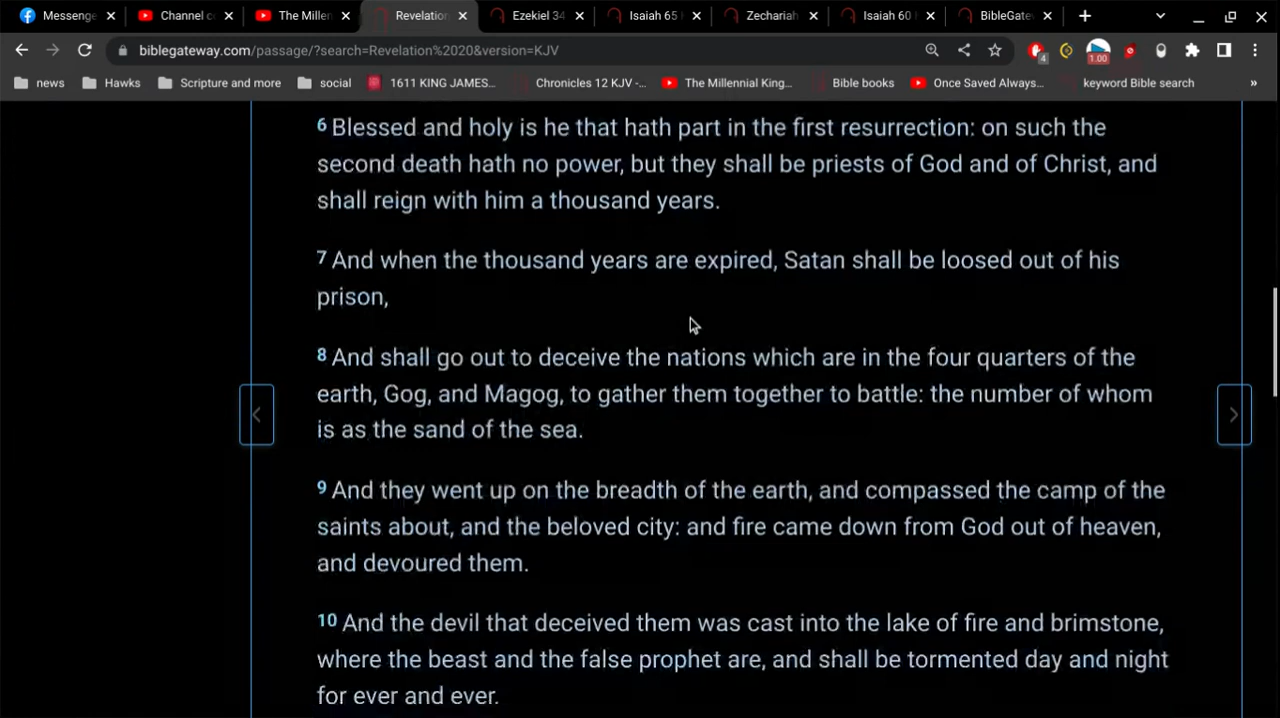 Messenge
Channel c
The Millen
Revelation
Ezekiel 34
Isaiah 65
Zechariah
Isaiah 60
BibleGate
biblegateway.com/passage/?search=Revelation%2020&version=KJV
4
1.00
news
Hawks
Scripture and more
social
1611 KING JAMES...
Chronicles 12 KJV -...
The Millennial King...
Bible books
Once Saved Always...
keyword Bible search
»
6 Blessed and holy is he that hath part in the first resurrection: on such the
second death hath no power, but they shall be priests of God and of Christ, and
shall reign with him a thousand years.
7 And when the thousand years are expired, Satan shall be loosed out of his
prison,
8 And shall go out to deceive the nations which are in the four quarters of the
earth, Gog, and Magog, to gather them together to battle: the number of whom
is as the sand of the sea.
9 And they went up on the breadth of the earth, and compassed the camp of the
saints about, and the beloved city: and fire came down from God out of heaven,
and devoured them.
10 And the devil that deceived them was cast into the lake of fire and brimstone,
where the beast and the false prophet are, and shall be tormented day and night
for ever and ever.